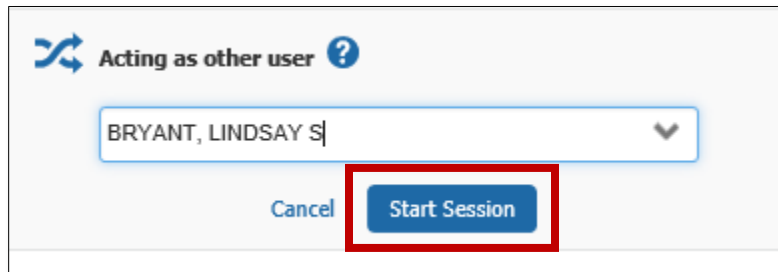 Acting as other user ?
BRYANT, LINDSAY S
Cancel Start Session